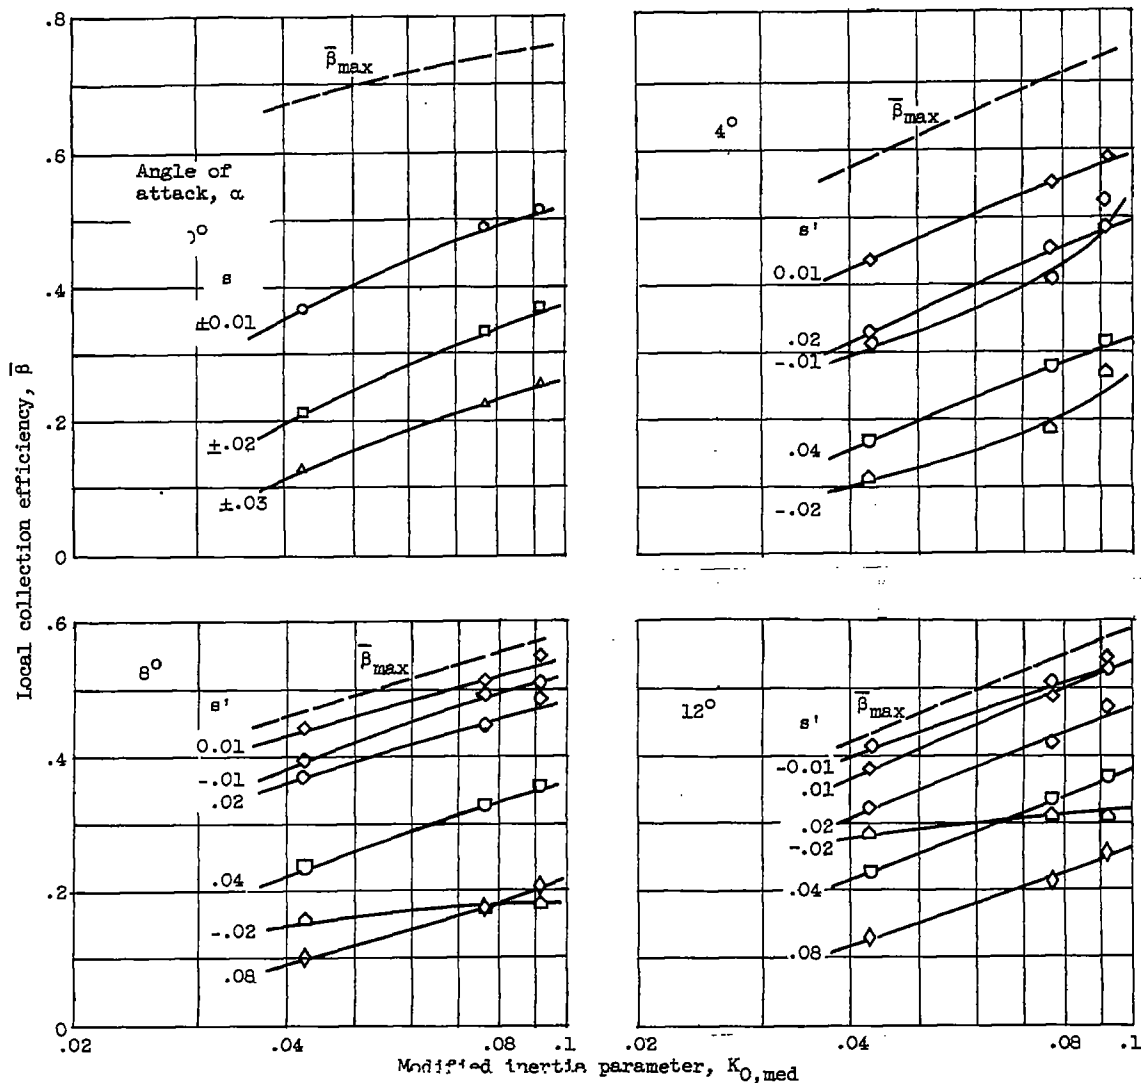 .8
.6
.4
.2
0
β̄max
Angle of
attack, α
0°
s
±0.01
±.02
±.03
4°
β̄max
s'
0.01
.02
-.01
.04
-.02
Local collection efficiency, β̄
.6
.4
.2
0
8°
β̄max
s'
0.01
-.01
.02
.04
-.02
.08
12°
β̄max
s'
-0.01
.01
.02
-.02
.04
.08
.02 .04 .08 .1
.02 .04 .08 .1
Modified inertia parameter, K0,med